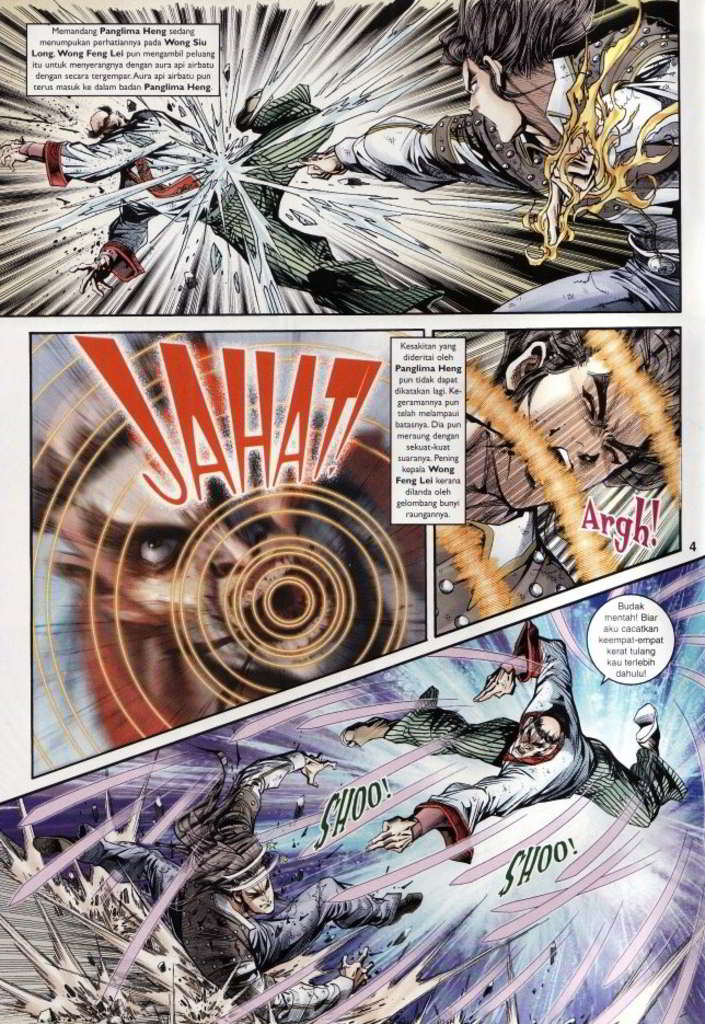 Memandang Panglima Heng sedang
menumpukan perhatiannya pada Wong Siu
Long, Wong Feng Lei pun mengambil peluang
itu untuk menyerangnya dengan aura api airbatu
dengan secara tergempar. Aura api airbatu pun
terus masuk ke dalam badan Panglima Heng.
JAHAT!
Kesakitan yang
dideritai oleh
Panglima Heng
pun tidak dapat
dikatakan lagi. Ke-
geramannya pun
telah melampaui
batasnya. Dia pun
meraung dengan
sekuat-kuat
suaranya. Pening
kepala Wong
Feng Lei kerana
dilanda oleh
gelombang bunyi
raungannya.
Argh!
4
Budak
mentah! Biar
aku cacatkan
keempat-empat
kerat tulang
kau terlebih
dahulu!
SHOO!
SHOO!